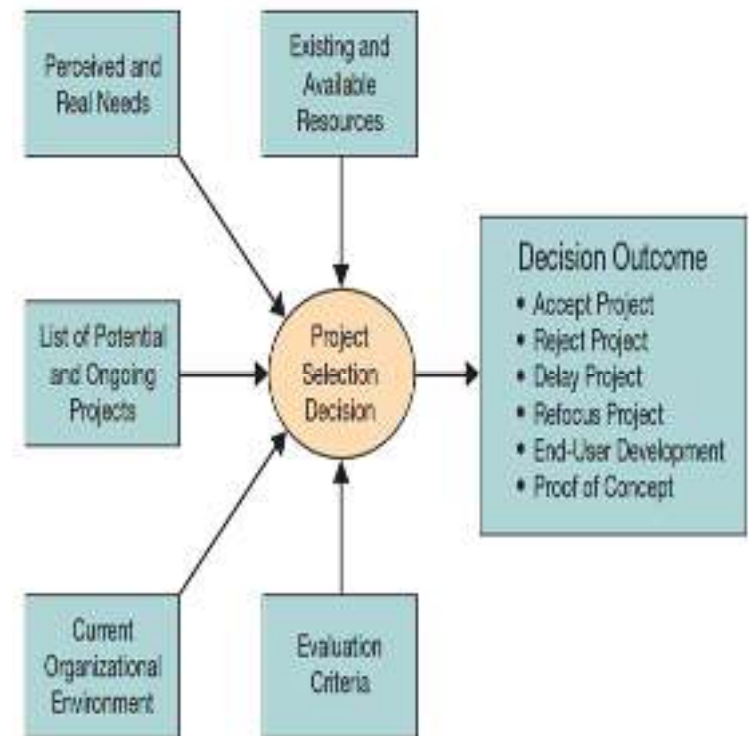 Perceived and
Real Needs
Existing and
Available
Resources
List of Potential
and Ongoing
Projects
Project
Selection
Decision
Decision Outcome
• Accept Project
• Reject Project
• Delay Project
• Refocus Project
• End-User Development
• Proof of Concept
Current
Organizational
Environment
Evaluation
Criteria